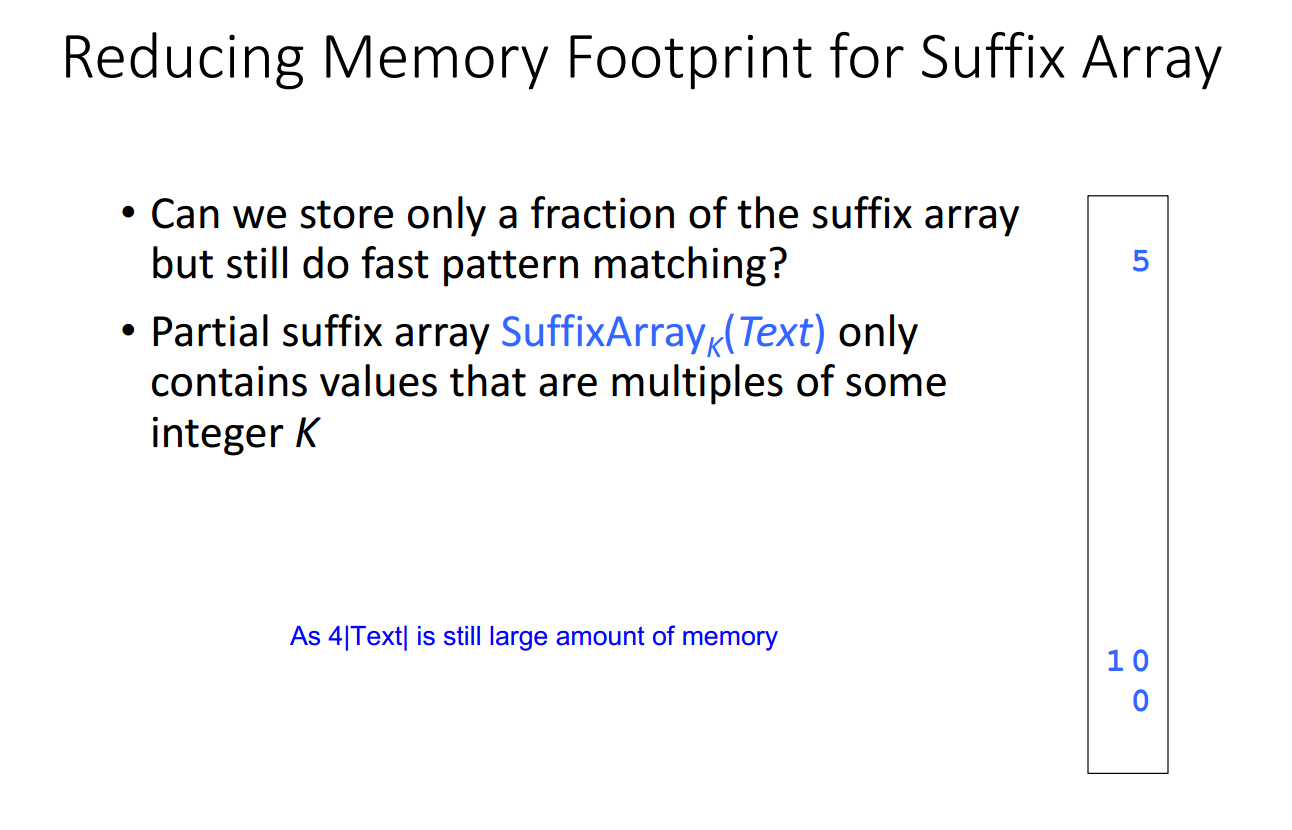 Reducing Memory Footprint for Suffix Array
• Can we store only a fraction of the suffix array
but still do fast pattern matching?
5
• Partial suffix array SuffixArrayK(Text) only
contains values that are multiples of some
integer K
As 4|Text| is still large amount of memory
10
0